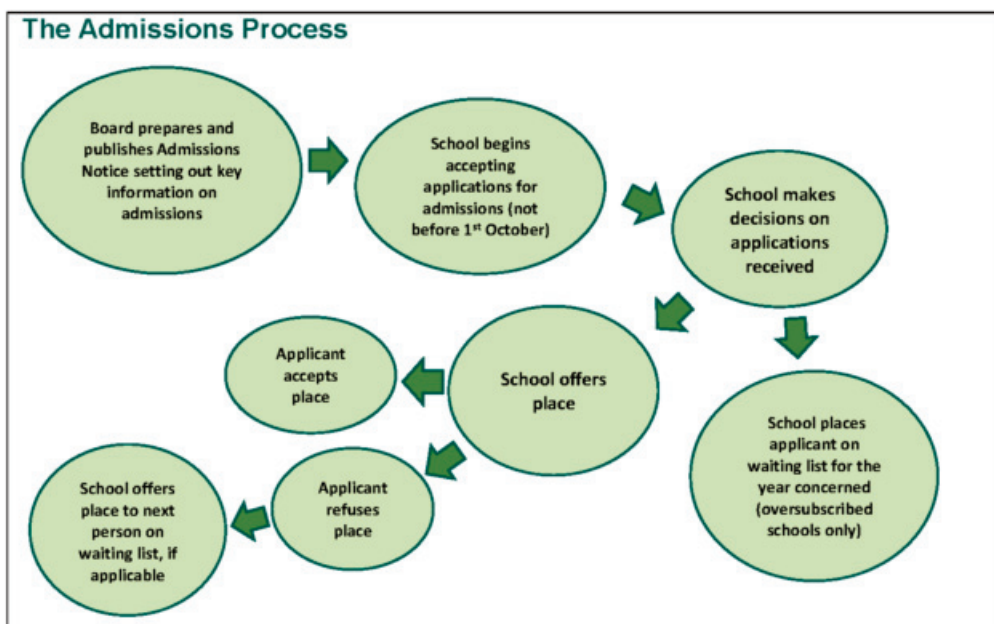 The Admissions Process
Board prepares and
publishes Admissions
Notice setting out key
information on
admissions
School begins
accepting
applications for
admissions (not
before 1st October)
School makes
decisions on
applications
received
School offers
place
Applicant
accepts
place
Applicant
refuses
place
School offers
place to next
person on
waiting list, if
applicable
School places
applicant on
waiting list for the
year concerned
(oversubscribed
schools only)